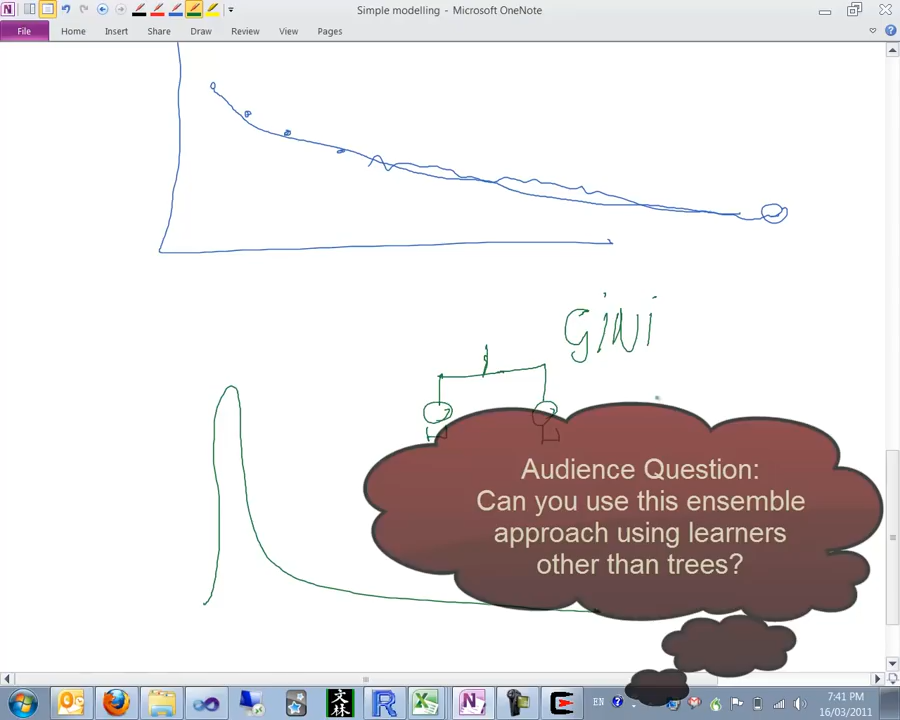 Simple modelling - Microsoft OneNote
File Home Insert Share Draw Review View Pages
GiNi
Audience Question:
Can you use this ensemble
approach using learners
other than trees?
EN
7:41 PM
16/03/2011